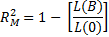 R²_M = 1 − [L(B)/L(0)]